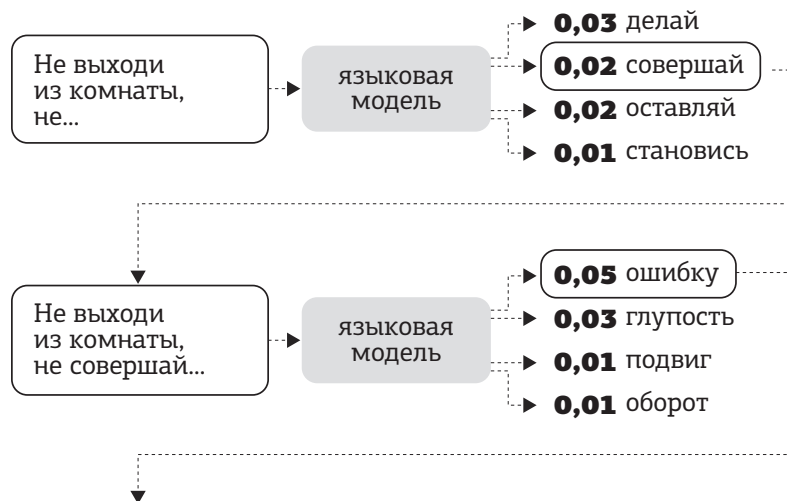 Не выходи
из комнаты,
не...
языковая
модель
0,03 делай
0,02 совершай
0,02 оставляй
0,01 становись
Не выходи
из комнаты,
не совершай...
языковая
модель
0,05 ошибку
0,03 глупость
0,01 подвиг
0,01 оборот